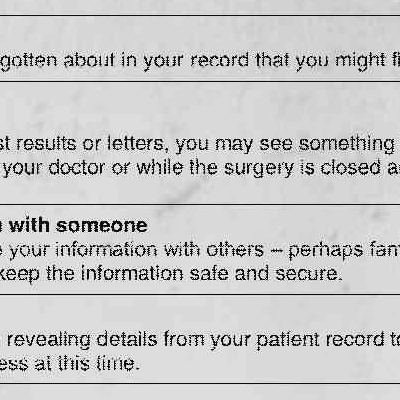 gotten about in your record that you might fi
st results or letters, you may see something
your doctor or while the surgery is closed a
with someone
your information with others – perhaps fam
keep the information safe and secure.
revealing details from your patient record to
ess at this time.